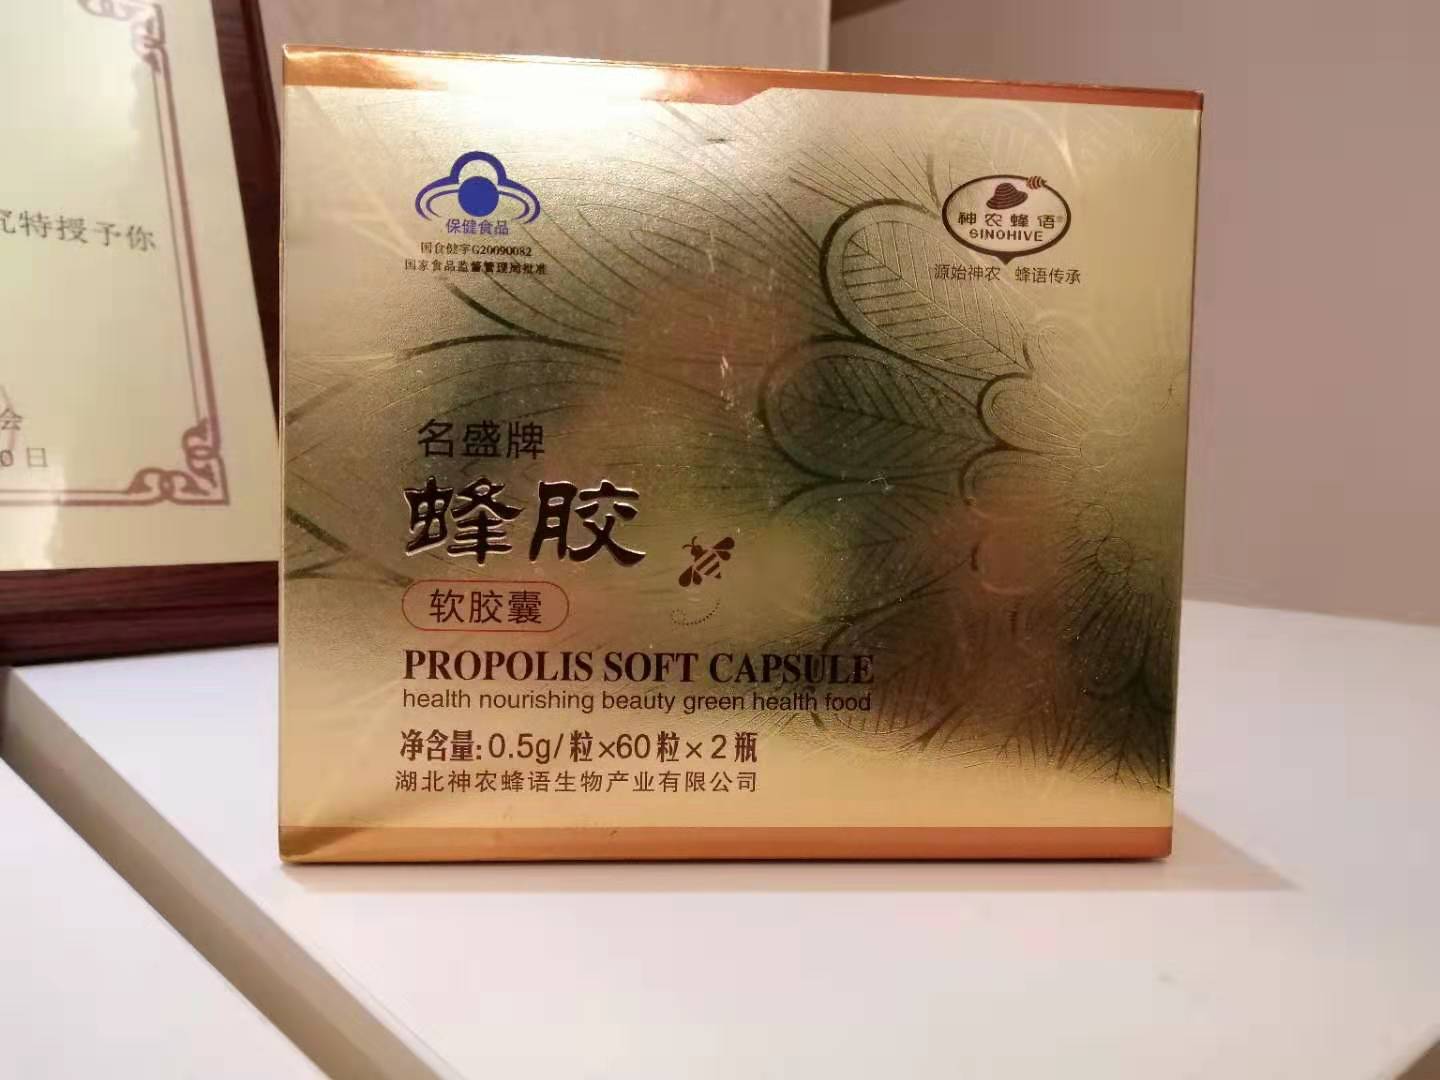 究特授予你
会
0日
保健食品
国食健字G20090082
国家食品监督管理局批准
神农蜂语®
SINOHIVE
源始神农 蜂语传承
名盛牌
蜂胶
软胶囊
PROPOLIS SOFT CAPSULE
health nourishing beauty green health food
净含量:0.5g/粒×60粒×2瓶
湖北神农蜂语生物产业有限公司